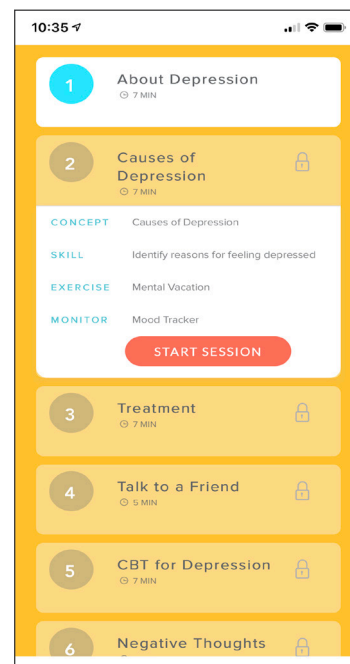 10:35
1
About Depression
7 MIN
2
Causes of
Depression
7 MIN
CONCEPT Causes of Depression
SKILL Identify reasons for feeling depressed
EXERCISE Mental Vacation
MONITOR Mood Tracker
START SESSION
3
Treatment
7 MIN
4
Talk to a Friend
5 MIN
5
CBT for Depression
7 MIN
6
Negative Thoughts